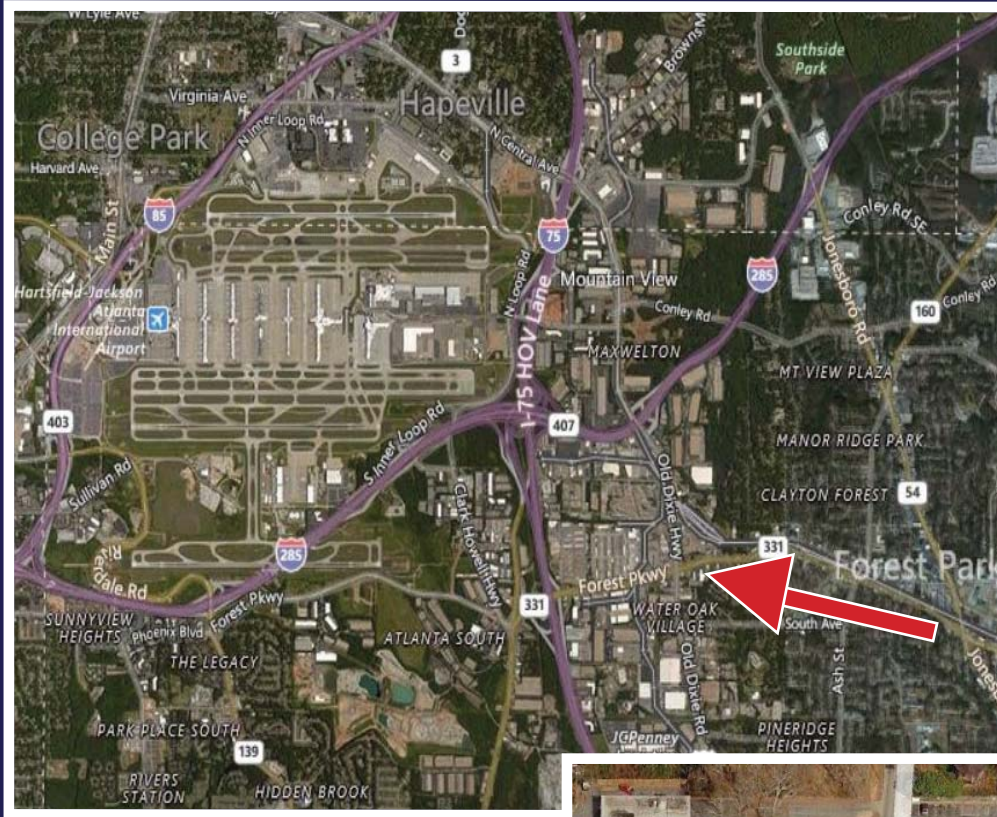 W Lyle Ave
3
Virginia Ave
Hapeville
N Inner Loop Rd
College Park
Harvard Ave
N Central Ave
Southside
Park
85
Main St
75
Conley Rd SE
Hartsfield-Jackson
Atlanta
International
Airport
N Loop Rd
Mountain View
285
Conley Rd
Conley Rd
160
I-75 HOV Lane
MAXWELTON
Jonesboro Rd
MT VIEW PLAZA
403
407
S Inner Loop Rd
MANOR RIDGE PARK
Sullivan Rd
Clark Howell Hwy
Old Dixie Hwy
CLAYTON FOREST
54
285
331
Forest Park
Riverdale Rd
Forest Pkwy
Forest Pkwy
331
SUNNYVIEW
HEIGHTS
Phoenix Blvd
ATLANTA SOUTH
WATER OAK
VILLAGE
South Ave
THE LEGACY
Old Dixie Rd
Ash St
PARK PLACE SOUTH
139
JCPenney
PINERIDGE
HEIGHTS
RIVERS
STATION
HIDDEN BROOK